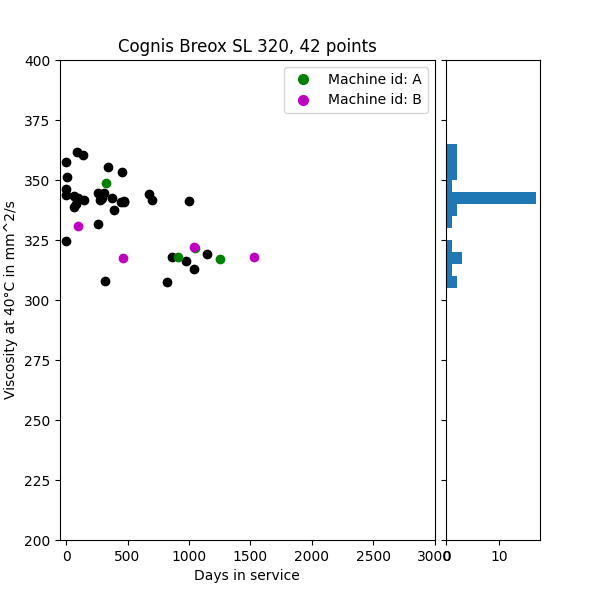 Cognis Breox SL 320, 42 points
Machine id: A
Machine id: B
Viscosity at 40°C in mm^2/s
400
375
350
325
300
275
250
225
200
0 500 1000 1500 2000 2500 3000
0 10
Days in service